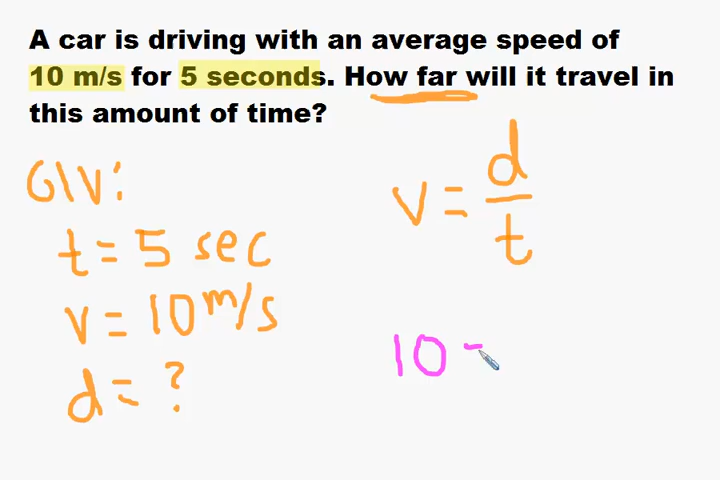 A car is driving with an average speed of
10 m/s for 5 seconds. How far will it travel in
this amount of time?
GIV:
t = 5 sec
v = 10 m/s
d = ?
v = d/t
10 -